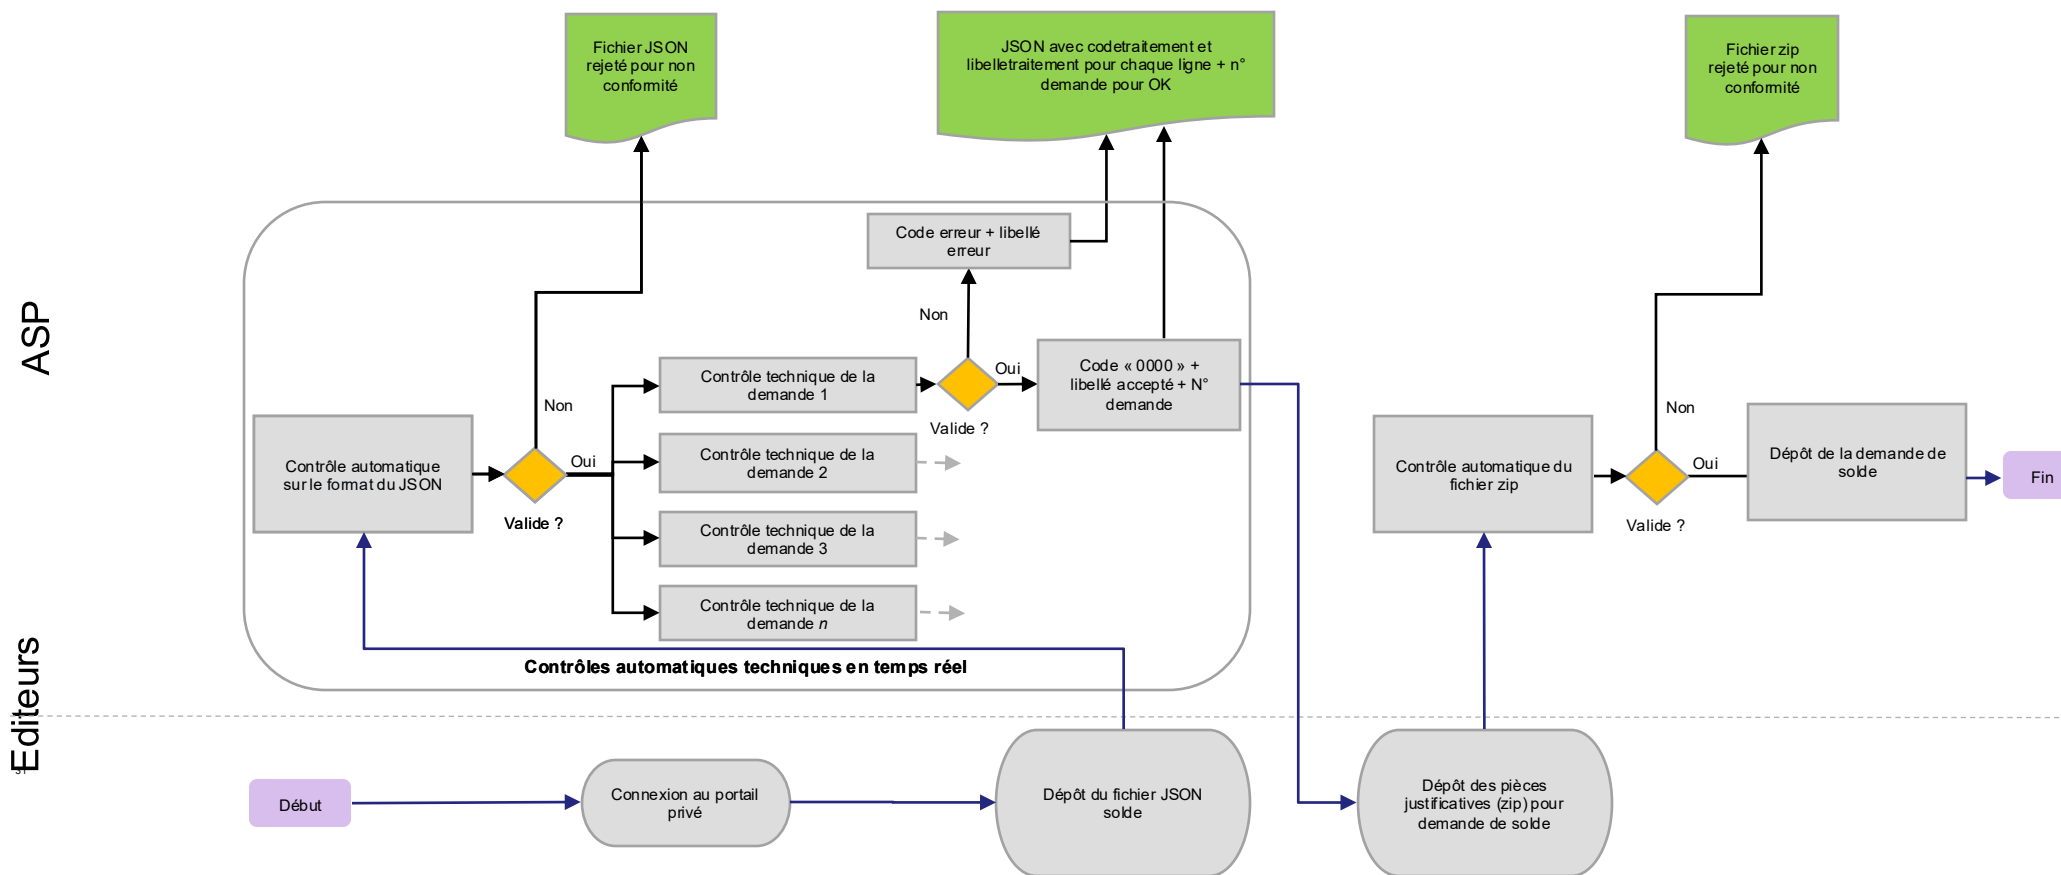 Fichier JSON
rejeté pour non
conformité
JSON avec codetraitement et
libelletraitement pour chaque ligne + n°
demande pour OK
Fichier zip
rejeté pour non
conformité
ASP
Code erreur + libellé
erreur
Non
Contrôle technique de la
demande 1
Oui
Valide ?
Code « 0000 » +
libellé accepté + N°
demande
Non
Contrôle automatique
sur le format du JSON
Oui
Valide ?
Contrôle technique de la
demande 2
Contrôle technique de la
demande 3
Contrôle technique de la
demande n
Contrôles automatiques techniques en temps réel
Contrôle automatique du
fichier zip
Non
Oui
Valide ?
Dépôt de la demande de
solde
Fin
Editeurs
Début
Connexion au portail
privé
Dépôt du fichier JSON
solde
Dépôt des pièces
justificatives (zip) pour
demande de solde